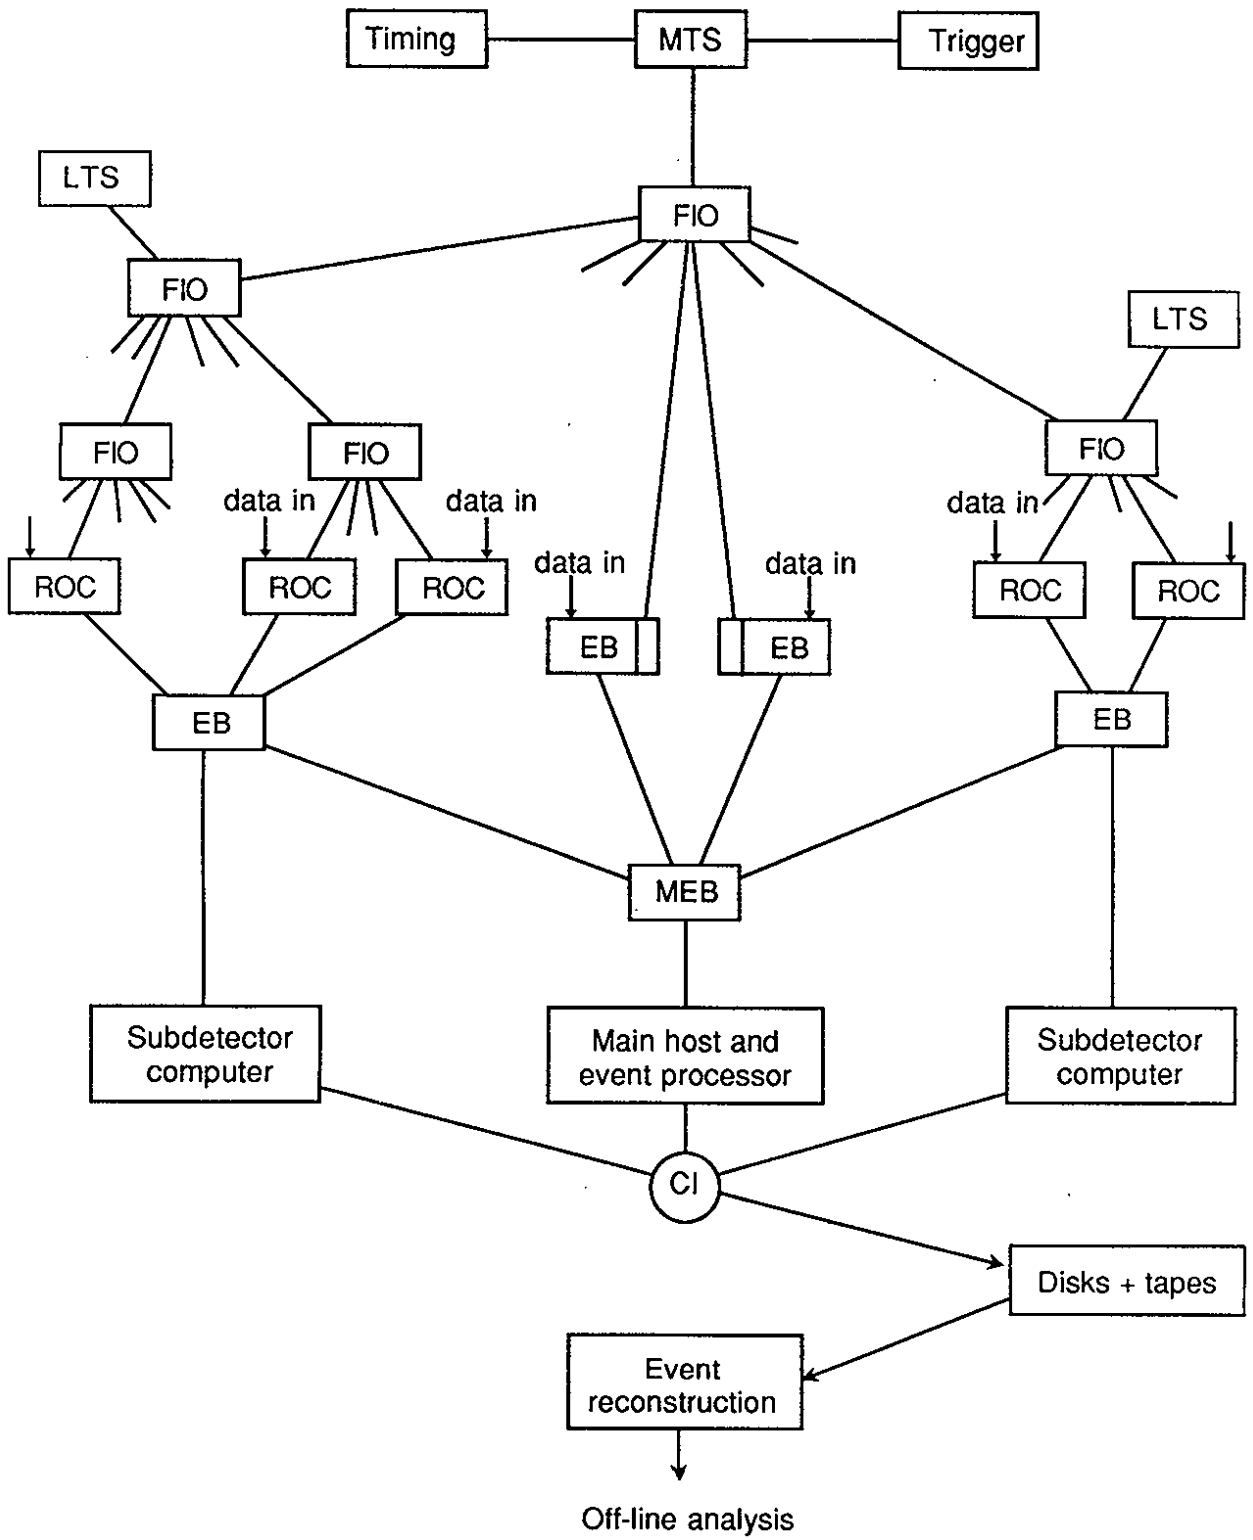 Timing
MTS
Trigger
LTS
FIO
FIO
LTS
FIO
FIO
FIO
data in
data in
data in
data in
data in
ROC
ROC
ROC
ROC
ROC
EB
EB
EB
EB
MEB
Subdetector
computer
Main host and
event processor
Subdetector
computer
CI
Disks + tapes
Event
reconstruction
Off-line analysis